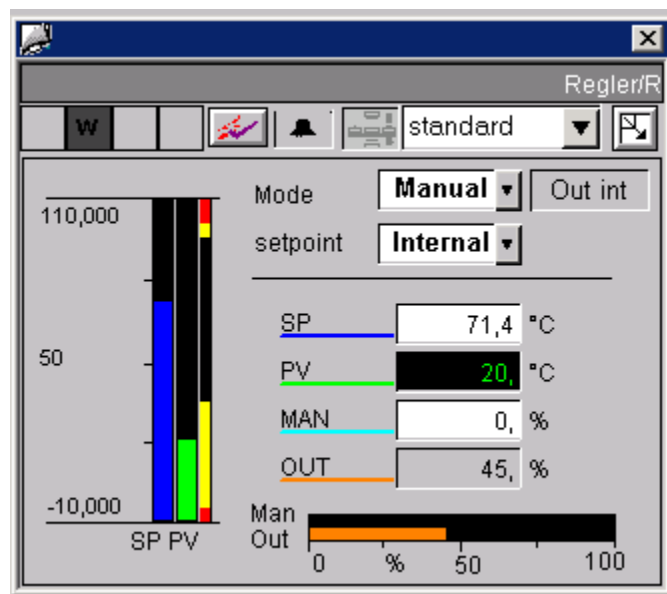 Regler/R
W
standard
Mode Manual Out int
setpoint Internal
110,000
50
-10,000
SP PV
SP 71,4 °C
PV 20, °C
MAN 0, %
OUT 45, %
Man
Out
0 % 50 100